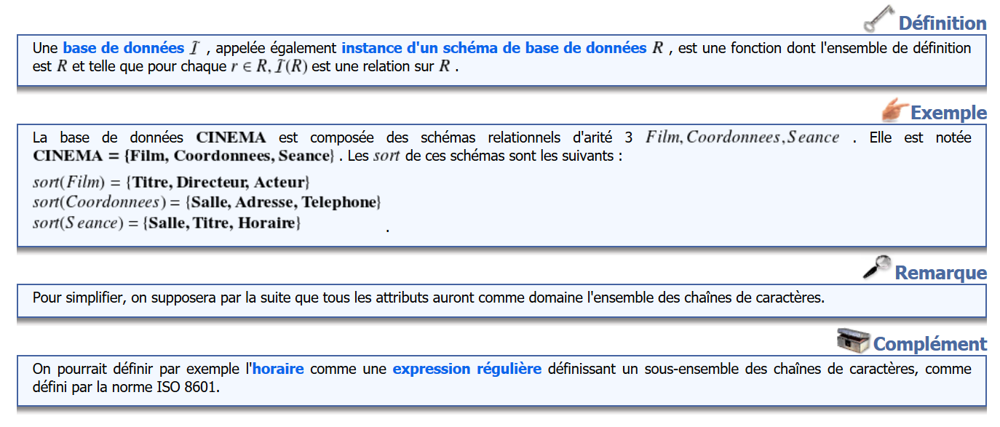 Définition
Une base de données Ĩ , appelée également instance d'un schéma de base de données R , est une fonction dont l'ensemble de définition
est R et telle que pour chaque r ∈ R, Ĩ(R) est une relation sur R .
Exemple
La base de données CINEMA est composée des schémas relationnels d'arité 3 Film, Coordonnees, Seance . Elle est notée
CINEMA = {Film, Coordonnees, Seance} . Les sort de ces schémas sont les suivants :
sort(Film) = {Titre, Directeur, Acteur}
sort(Coordonnees) = {Salle, Adresse, Telephone}
sort(Seance) = {Salle, Titre, Horaire} .
Remarque
Pour simplifier, on supposera par la suite que tous les attributs auront comme domaine l'ensemble des chaînes de caractères.
Complément
On pourrait définir par exemple l'horaire comme une expression régulière définissant un sous-ensemble des chaînes de caractères, comme
défini par la norme ISO 8601.